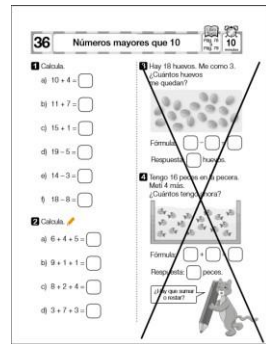 36
Números mayores que 10
10
1 Calcula.
a) 10 + 4 =
b) 11 + 7 =
c) 15 + 1 =
d) 19 – 5 =
e) 14 – 3 =
f) 18 – 8 =
2 Calcula.
a) 6 + 4 + 5 =
b) 9 + 1 + 1 =
c) 8 + 2 + 4 =
d) 3 + 7 + 3 =
3 Hay 18 huevos. Me como 3.
¿Cuántos huevos
me quedan?
Fórmula: - =
Respuesta: huevos.
4 Tengo 16 peces en la pecera.
Metí 4 más.
¿Cuántos tengo ahora?
Fórmula: + =
Respuesta: peces.
¿Hay que sumar
o restar?